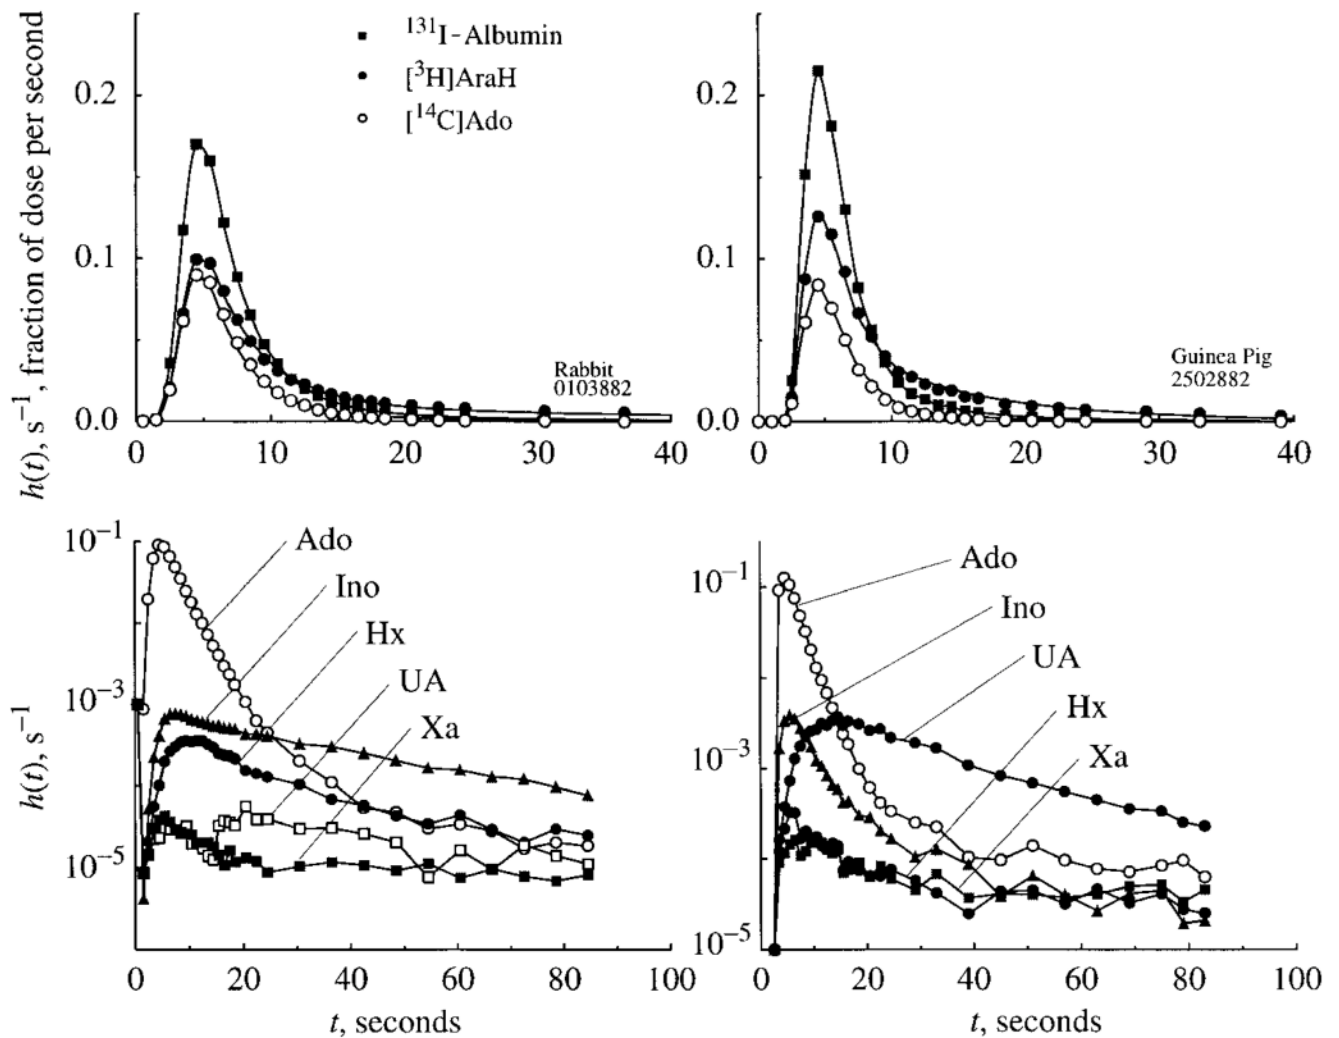 h(t), s⁻¹, fraction of dose per second
0.2
0.1
0.0
¹³¹I-Albumin
[³H]AraH
[¹⁴C]Ado
Rabbit
0103882
0 10 20 30 40
0.2
0.1
0.0
Guinea Pig
2502882
0 10 20 30 40
h(t), s⁻¹
10⁻¹
10⁻³
10⁻⁵
Ado
Ino
Hx
UA
Xa
0 20 40 60 80 100
t, seconds
10⁻¹
10⁻³
10⁻⁵
Ado
Ino
UA
Hx
Xa
0 20 40 60 80 100
t, seconds